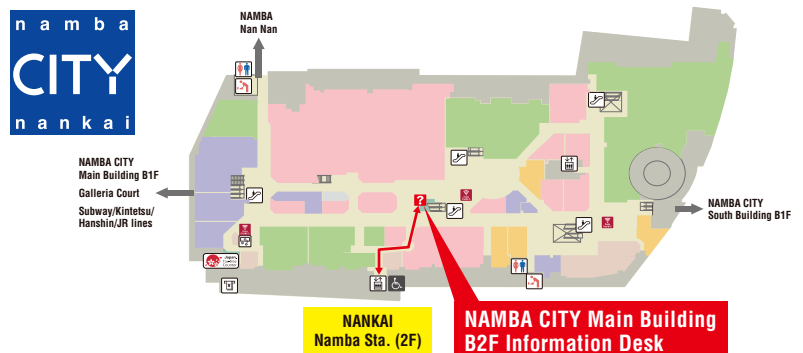 namba
CITY
nankai
NAMBA
Nan Nan
NAMBA CITY
Main Building B1F
Galleria Court
Subway/Kintetsu/
Hanshin/JR lines
?
NAMBA CITY
South Building B1F
Japan.
NANKAI
Namba Sta. (2F)
NAMBA CITY Main Building
B2F Information Desk